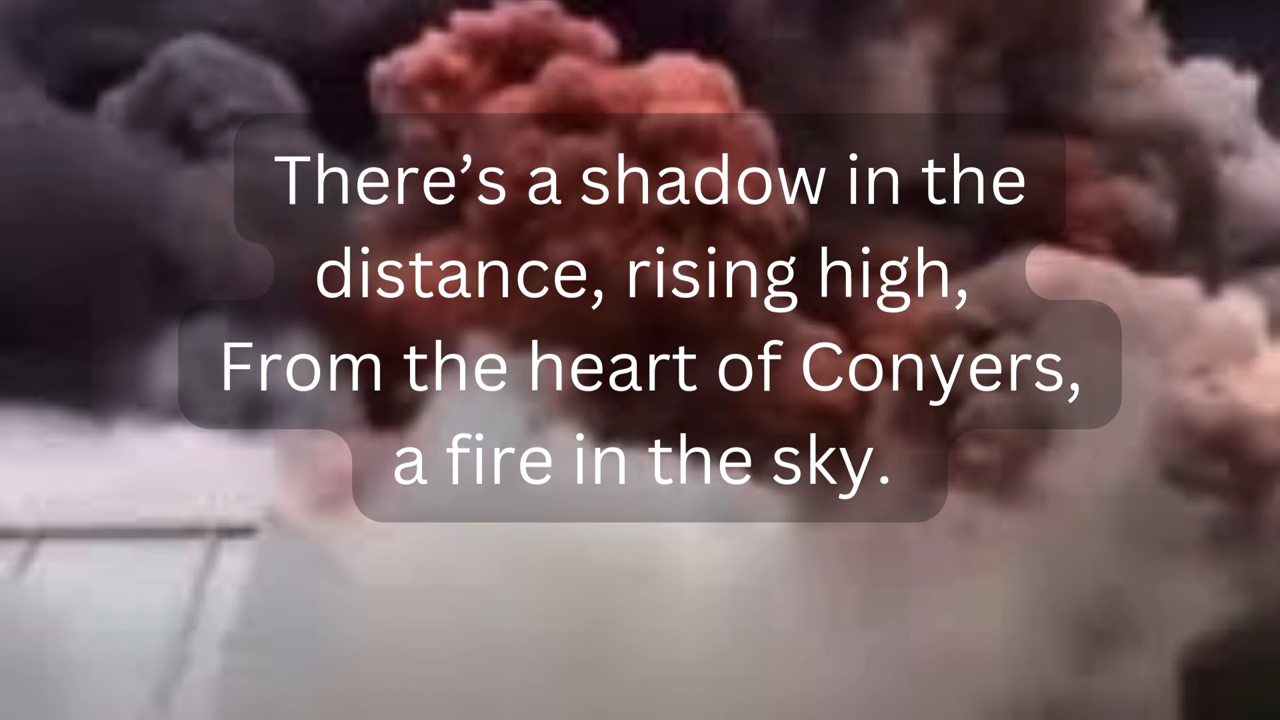 There’s a shadow in the
distance, rising high,
From the heart of Conyers,
a fire in the sky.